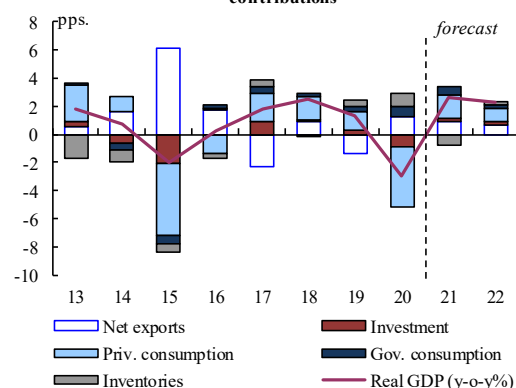 contributions
pps.
forecast
8
6
4
2
0
-2
-4
-6
-8
-10
13 14 15 16 17 18 19 20 21 22
Net exports Investment
Priv. consumption Gov. consumption
Inventories Real GDP (y-o-y%)